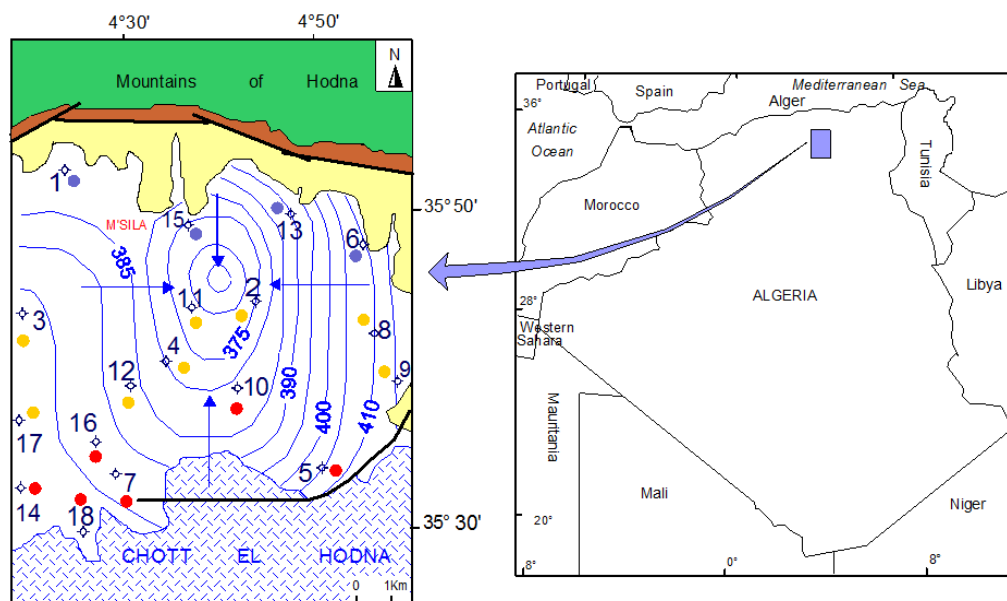 4°30' 4°50'
N
Mountains of Hodna
1
M'SILA
15
13
6
35°50'
385
11
2
3
375
8
4
390
9
12
10
400
410
16
17
5
7
14
18
35°30'
CHOTT EL HODNA
0 1Km
Portugal
Spain
Mediterranean Sea
Alger
36°
Atlantic
Ocean
Tunisia
Morocco
ALGERIA
Libya
28°
Western
Sahara
Mauritania
Mali
Niger
20°
8° 0° 8°